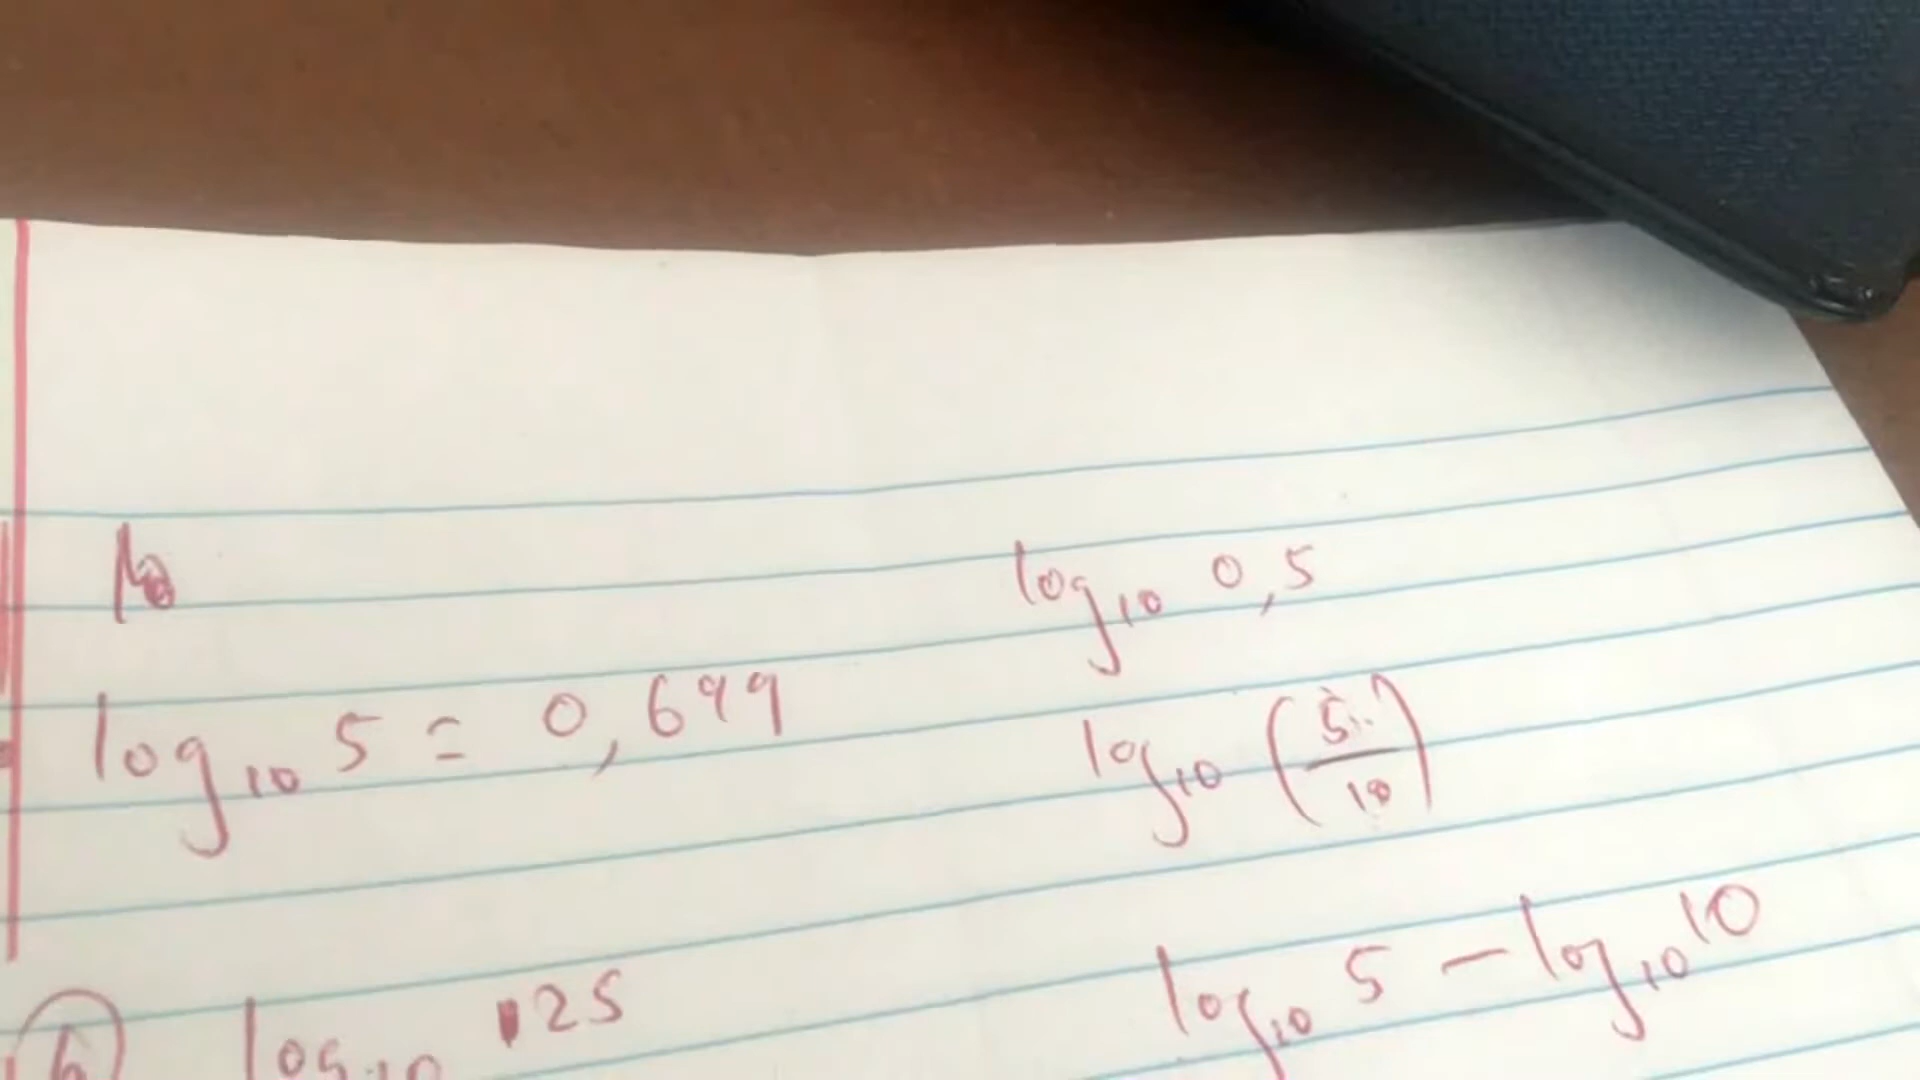 log₁₀ 5 = 0,699
log₁₀ 25
log₁₀ 0,5
log₁₀ (5/10)
log₁₀ 5 − log₁₀ 10